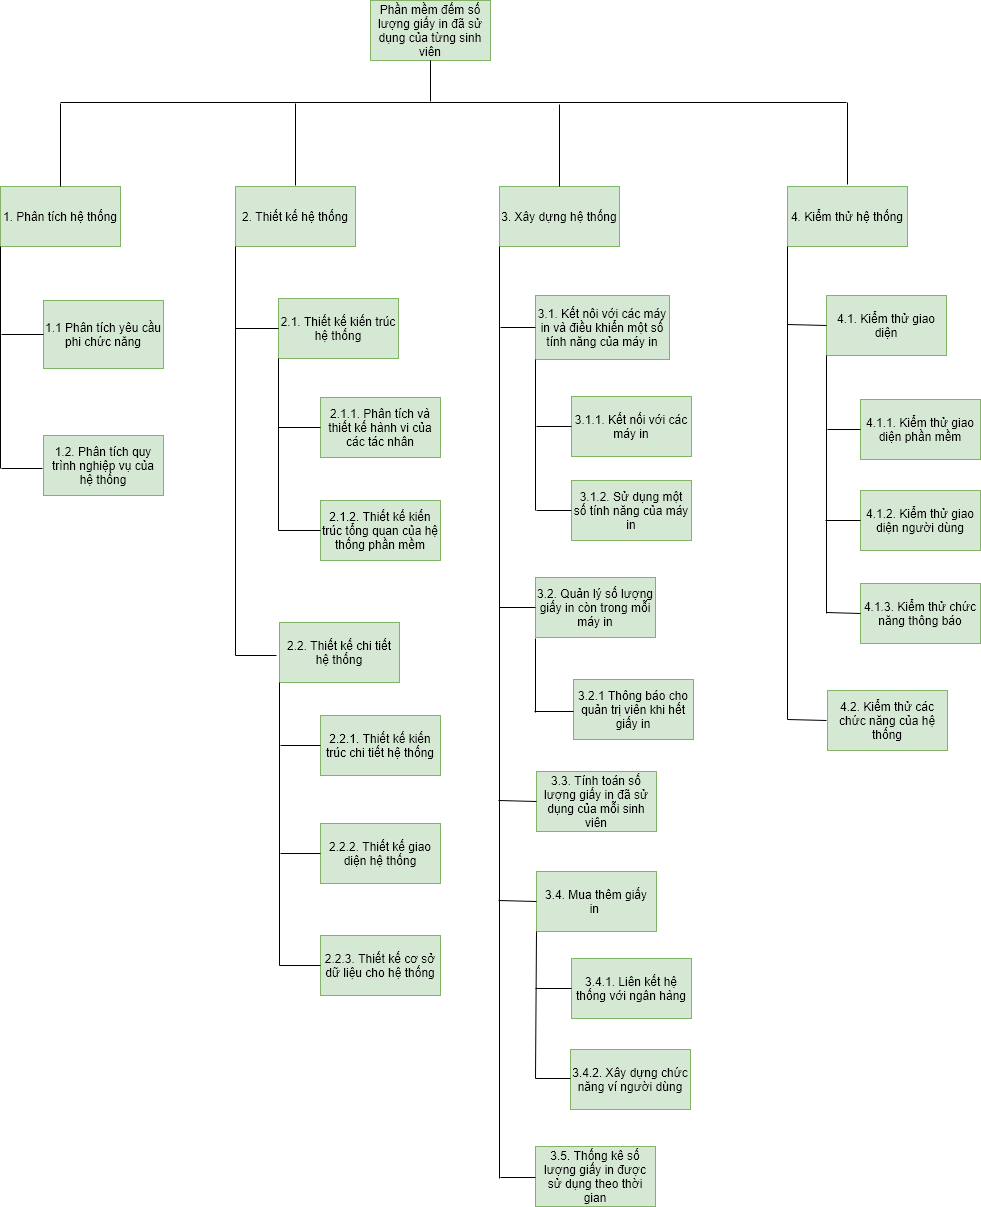 Phần mềm đếm số
lượng giấy in đã sử
dụng của từng sinh
viên
1. Phân tích hệ thống
1.1 Phân tích yêu cầu
phi chức năng
1.2. Phân tích quy
trình nghiệp vụ của
hệ thống
2. Thiết kế hệ thống
2.1. Thiết kế kiến trúc
hệ thống
2.1.1. Phân tích và
thiết kế hành vi của
các tác nhân
2.1.2. Thiết kế kiến
trúc tổng quan của hệ
thống phần mềm
2.2. Thiết kế chi tiết
hệ thống
2.2.1. Thiết kế kiến
trúc chi tiết hệ thống
2.2.2. Thiết kế giao
diện hệ thống
2.2.3. Thiết kế cơ sở
dữ liệu cho hệ thống
3. Xây dựng hệ thống
3.1. Kết nối với các máy
in và điều khiển một số
tính năng của máy in
3.1.1. Kết nối với các
máy in
3.1.2. Sử dụng một
số tính năng của máy
in
3.2. Quản lý số lượng
giấy in còn trong mỗi
máy in
3.2.1 Thông báo cho
quản trị viên khi hết
giấy in
3.3. Tính toán số
lượng giấy in đã sử
dụng của mỗi sinh
viên
3.4. Mua thêm giấy
in
3.4.1. Liên kết hệ
thống với ngân hàng
3.4.2. Xây dựng chức
năng ví người dùng
3.5. Thống kê số
lượng giấy in được
sử dụng theo thời
gian
4. Kiểm thử hệ thống
4.1. Kiểm thử giao
diện
4.1.1. Kiểm thử giao
diện phần mềm
4.1.2. Kiểm thử giao
diện người dùng
4.1.3. Kiểm thử chức
năng thông báo
4.2. Kiểm thử các
chức năng của hệ
thống